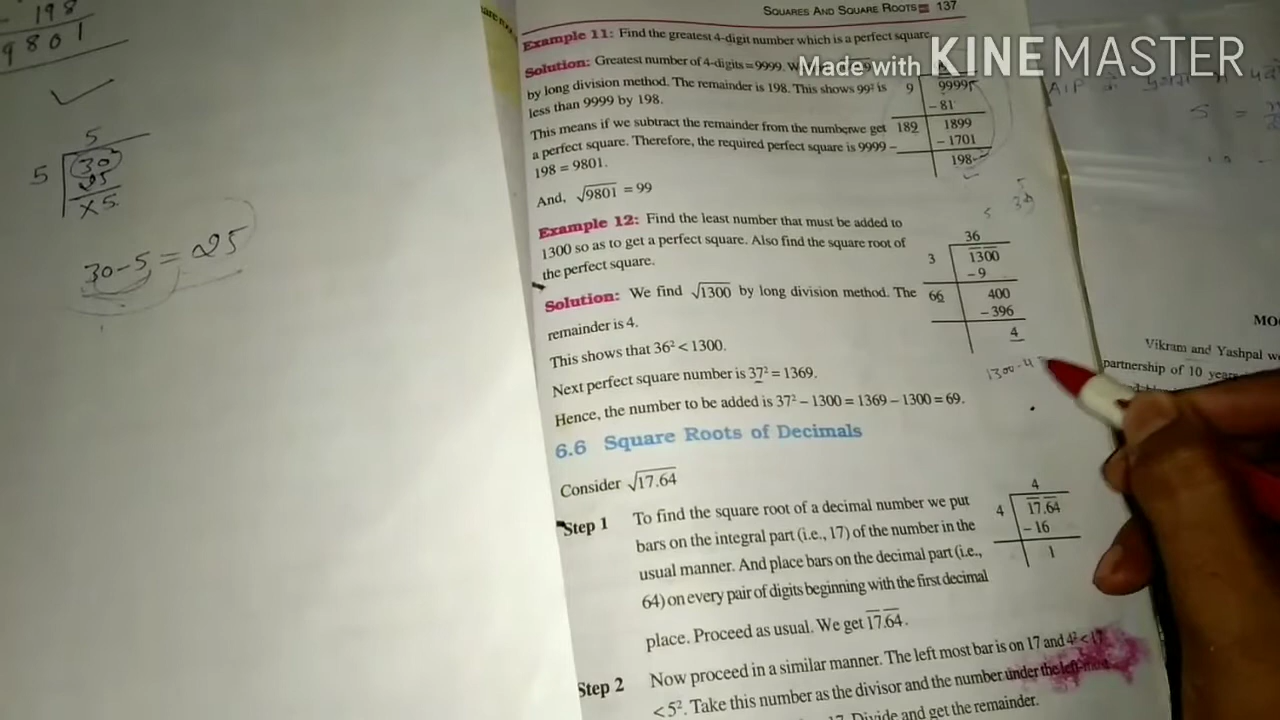 - 198
9801
5
5 30
25
×5
30-5=25
SQUARES AND SQUARE ROOTS 137
Example 11: Find the greatest 4-digit number which is a perfect square.
Solution: Greatest number of 4-digits = 9999.
by long division method. The remainder is 198. This shows 99² is
less than 9999 by 198.
This means if we subtract the remainder from the number we get
a perfect square. Therefore, the required perfect square is 9999 –
198 = 9801.
And, √9801 = 99
9 9999
– 81
189 1899
– 1701
198
Example 12: Find the least number that must be added to
1300 so as to get a perfect square. Also find the square root of
the perfect square.
Solution: We find √1300 by long division method. The
remainder is 4.
This shows that 36² < 1300.
Next perfect square number is 37² = 1369.
Hence, the number to be added is 37² – 1300 = 1369 – 1300 = 69.
36
3 1300
– 9
66 400
– 396
4
1300-4
6.6 Square Roots of Decimals
Consider √17.64
Step 1 To find the square root of a decimal number we put
bars on the integral part (i.e., 17) of the number in the
usual manner. And place bars on the decimal part (i.e.,
64) on every pair of digits beginning with the first decimal
place. Proceed as usual. We get 17.64.
4
4 17.64
– 16
1
Step 2 Now proceed in a similar manner. The left most bar is on 17 and 4² < 17
< 5². Take this number as the divisor and the number under the left-most
17. Divide and get the remainder.
Made with KINEMASTER
S =
MO
Vikram and Yashpal w
partnership of 10 years